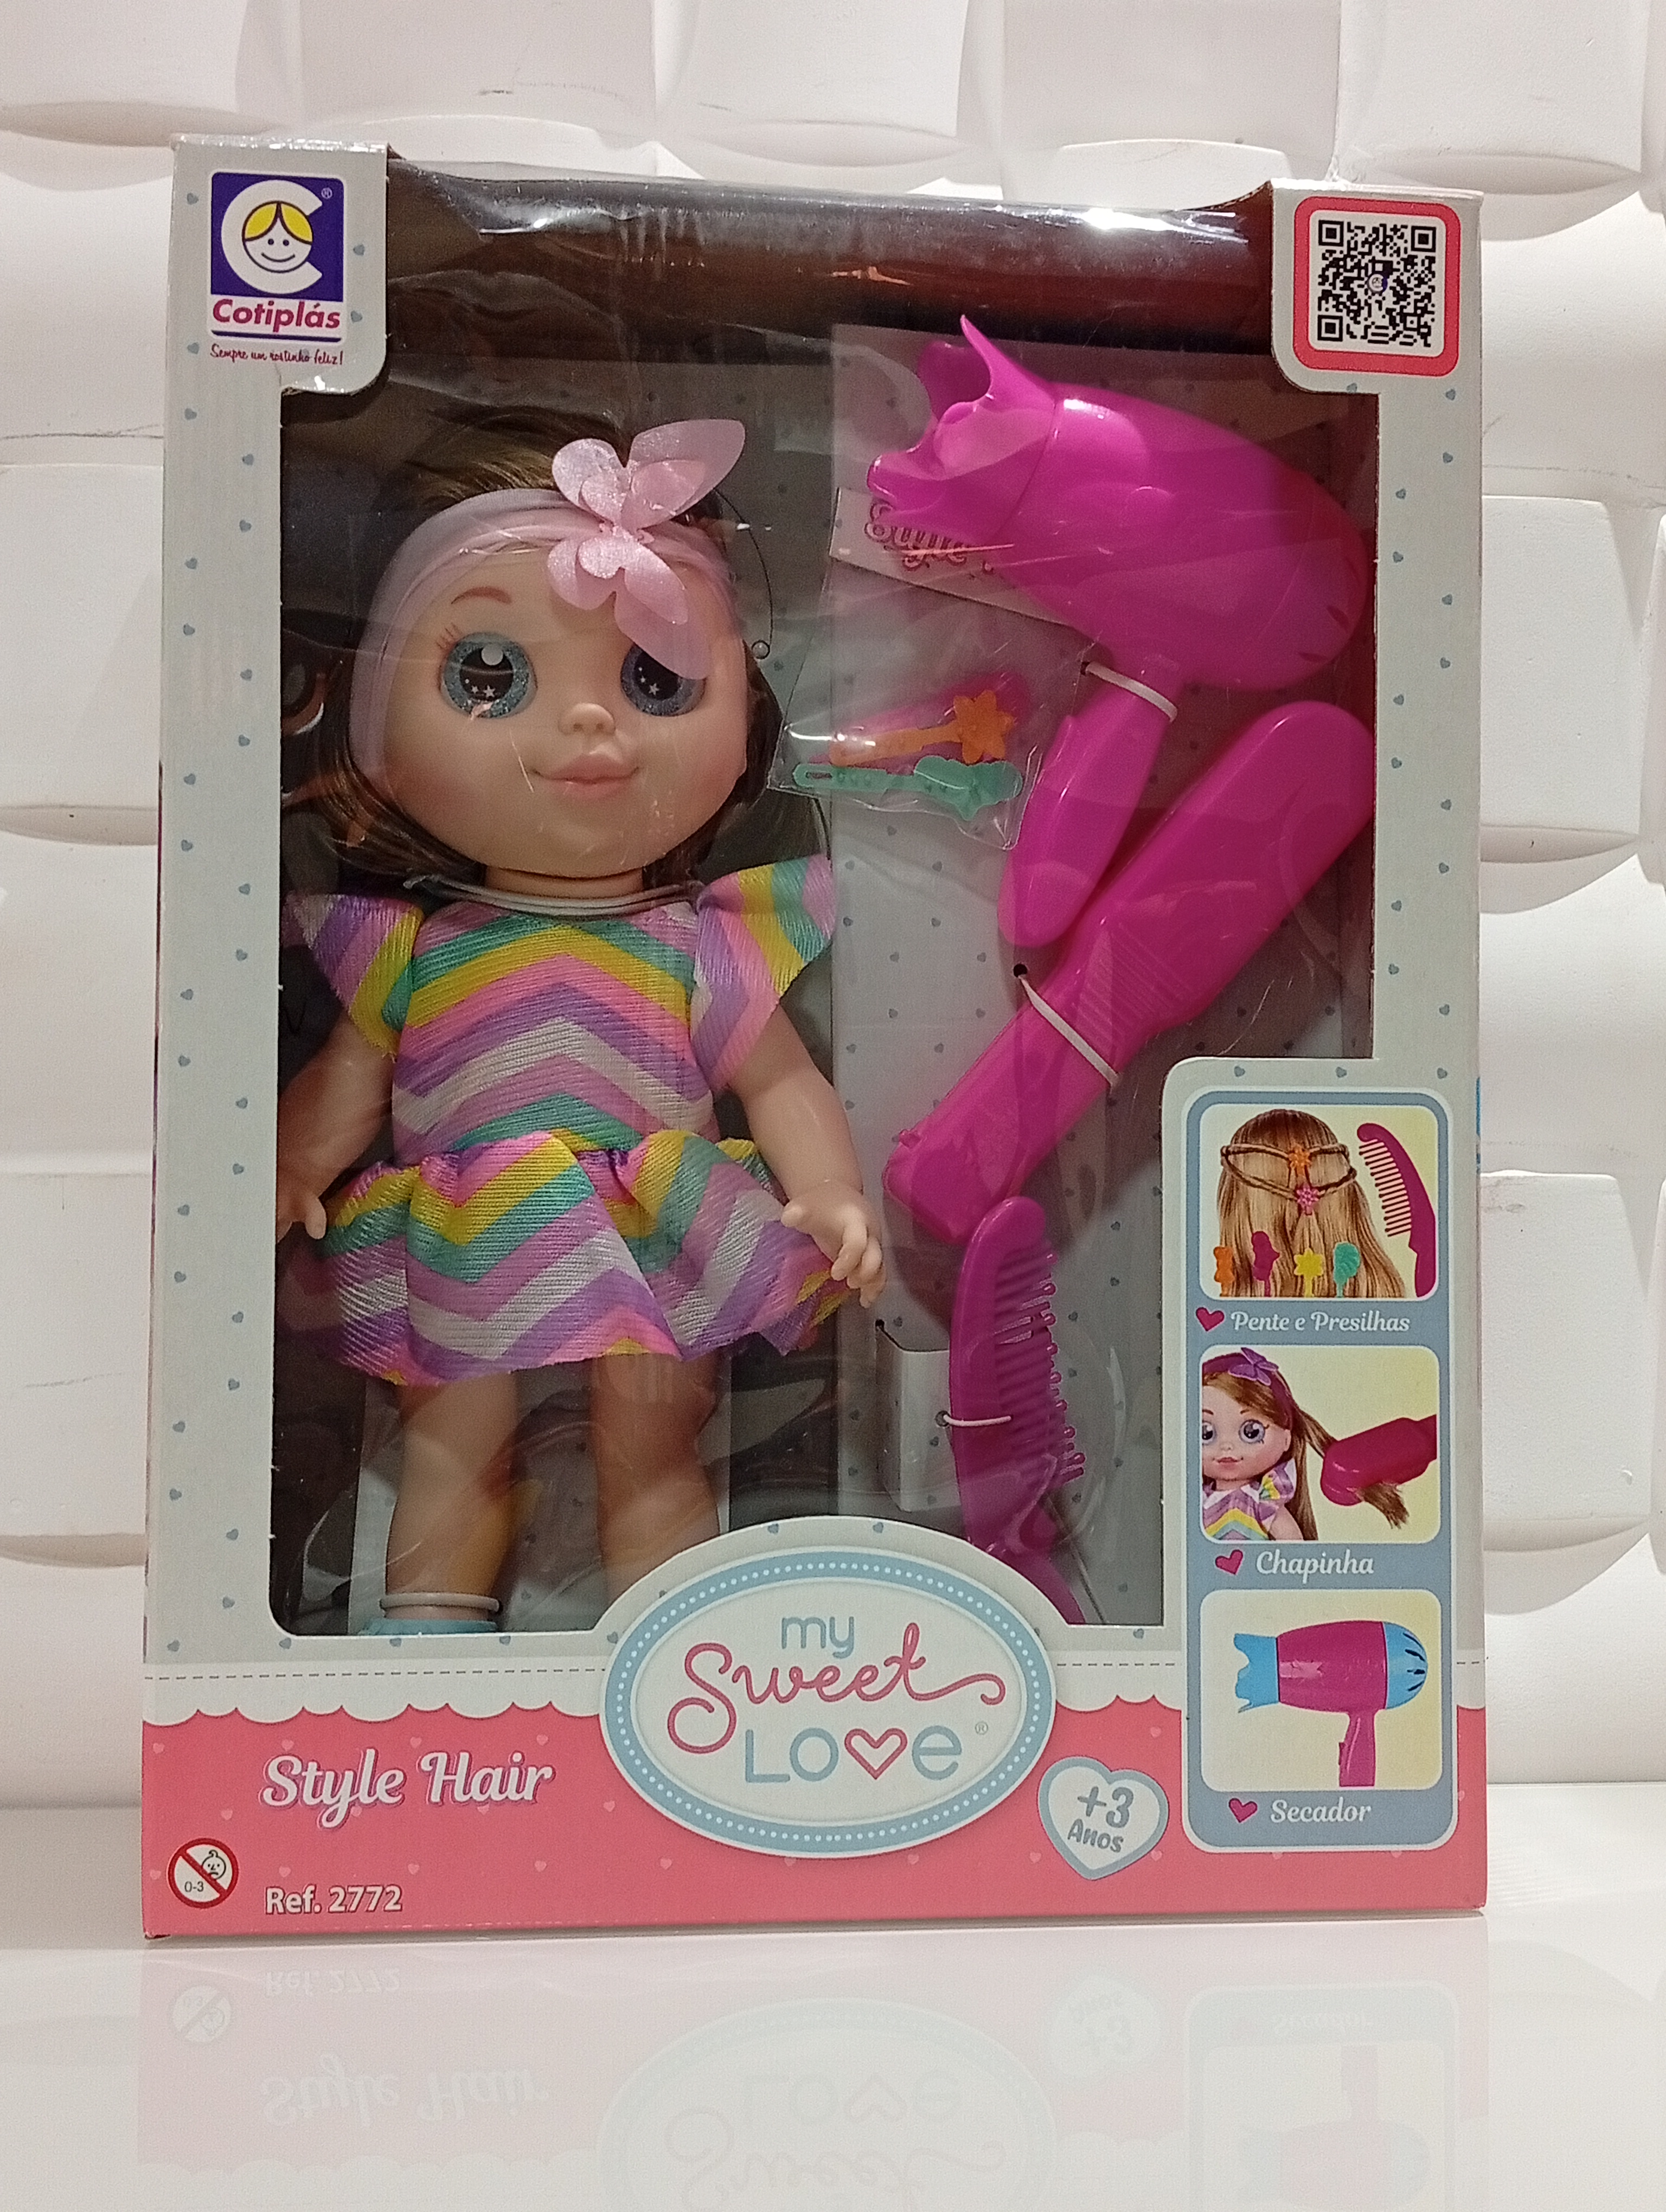 Cotiplás
Sempre um rostinho feliz!
Pente e Presilhas
Chapinha
Secador
my
Sweet
Love®
Style Hair
+3
Anos
0-3
Ref. 2772